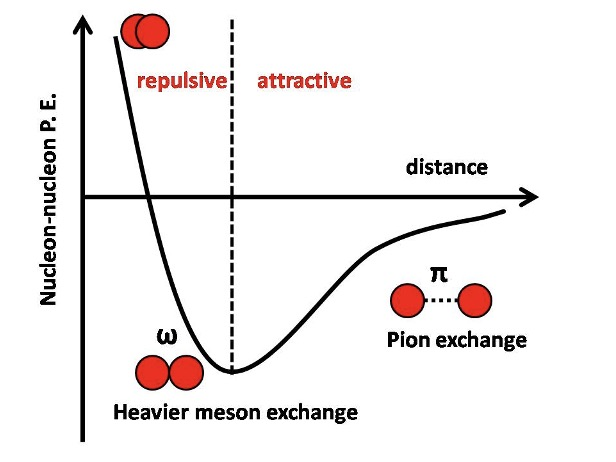 repulsive attractive
Nucleon-nucleon P. E.
distance
π
Pion exchange
ω
Heavier meson exchange